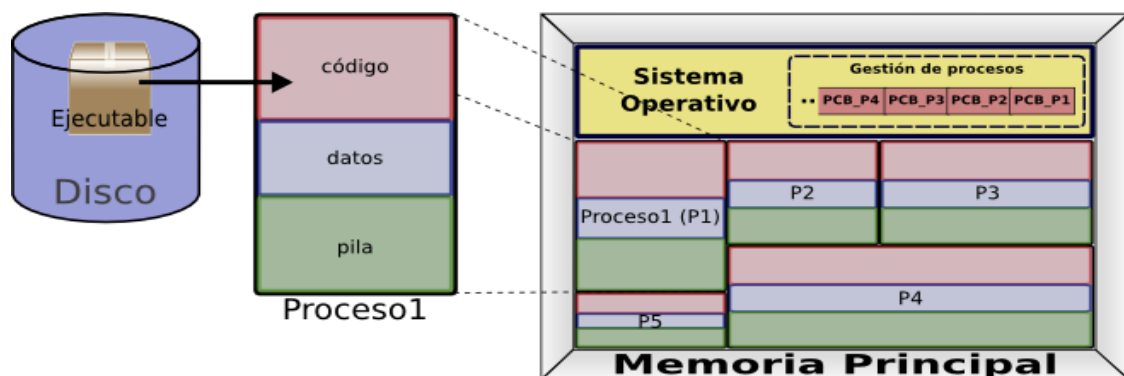 Ejecutable
Disco
código
datos
pila
Proceso1
Sistema
Operativo
Gestión de procesos
.. PCB_P4 PCB_P3 PCB_P2 PCB_P1
Proceso1 (P1)
P2
P3
P4
P5
Memoria Principal